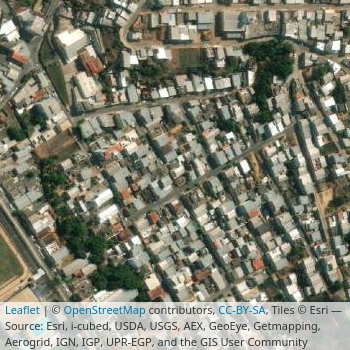 Leaflet | © OpenStreetMap contributors, CC-BY-SA, Tiles © Esri —
Source: Esri, i-cubed, USDA, USGS, AEX, GeoEye, Getmapping,
Aerogrid, IGN, IGP, UPR-EGP, and the GIS User Community